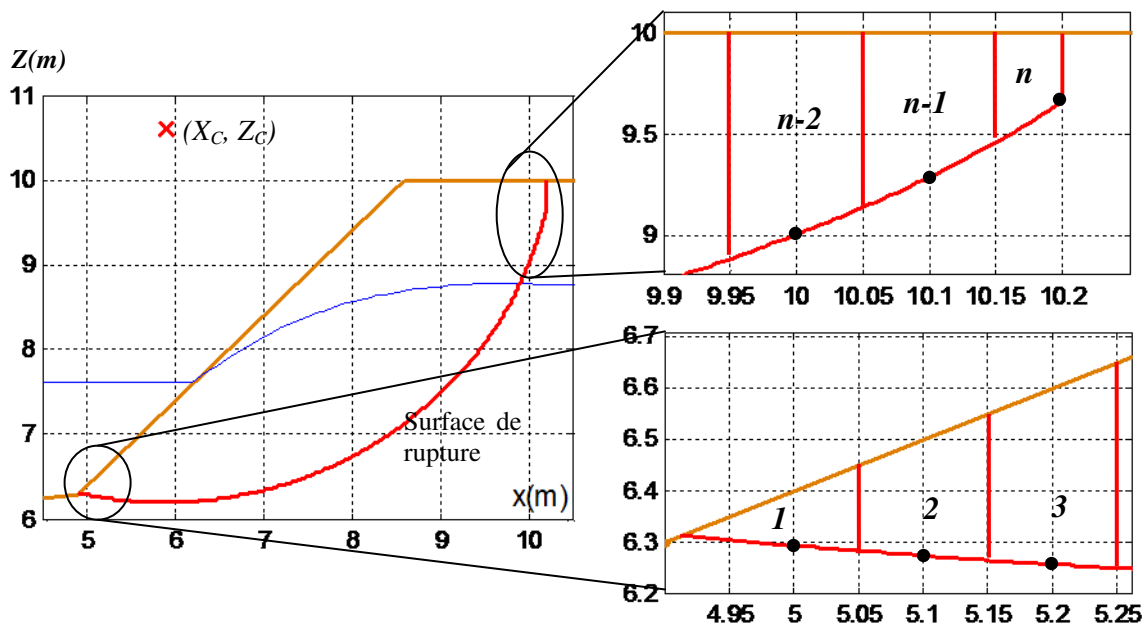 Z(m)
11
10
9
8
7
6
(X_C, Z_C)
Surface de
rupture
x(m)
5 6 7 8 9 10
10
9.5
9
n-2
n-1
n
9.9 9.95 10 10.05 10.1 10.15 10.2
6.7
6.6
6.5
6.4
6.3
6.2
1
2
3
4.95 5 5.05 5.1 5.15 5.2 5.25